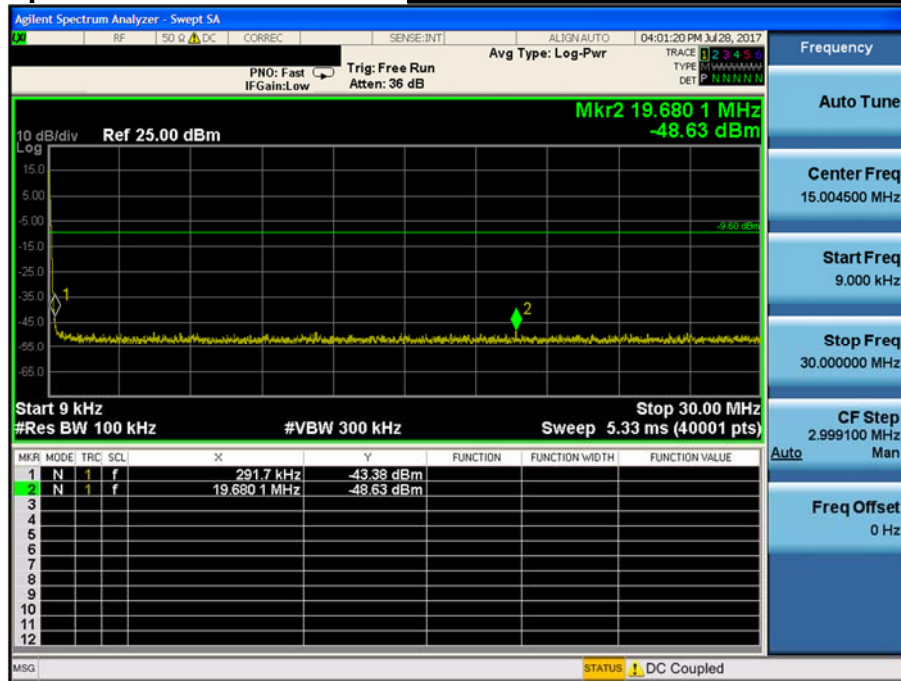 Agilent Spectrum Analyzer - Swept SA
LXI RF 50 Ω DC CORREC SENSE:INT ALIGN AUTO 04:01:20 PM Jul 28, 2017
Frequency
Avg Type: Log-Pwr
TRACE 1 2 3 4 5 6
PNO: Fast Trig: Free Run
TYPE M W W W W W
IFGain:Low Atten: 36 dB
DET P N N N N N
Auto Tune
Mkr2 19.680 1 MHz
10 dB/div Ref 25.00 dBm -48.63 dBm
Log
15.0
5.00
-5.00
-9.60 dBm
-15.0
-25.0
-35.0
-45.0
-55.0
-65.0
1
2
Center Freq
15.004500 MHz
Start Freq
9.000 kHz
Stop Freq
30.000000 MHz
Start 9 kHz Stop 30.00 MHz
#Res BW 100 kHz #VBW 300 kHz Sweep 5.33 ms (40001 pts)
CF Step
2.999100 MHz
Auto Man
MKR MODE TRC SCL X Y FUNCTION FUNCTION WIDTH FUNCTION VALUE
1 N 1 f 291.7 kHz -43.38 dBm
2 N 1 f 19.680 1 MHz -48.63 dBm
3
4
5
6
7
8
9
10
11
12
Freq Offset
0 Hz
MSG STATUS DC Coupled